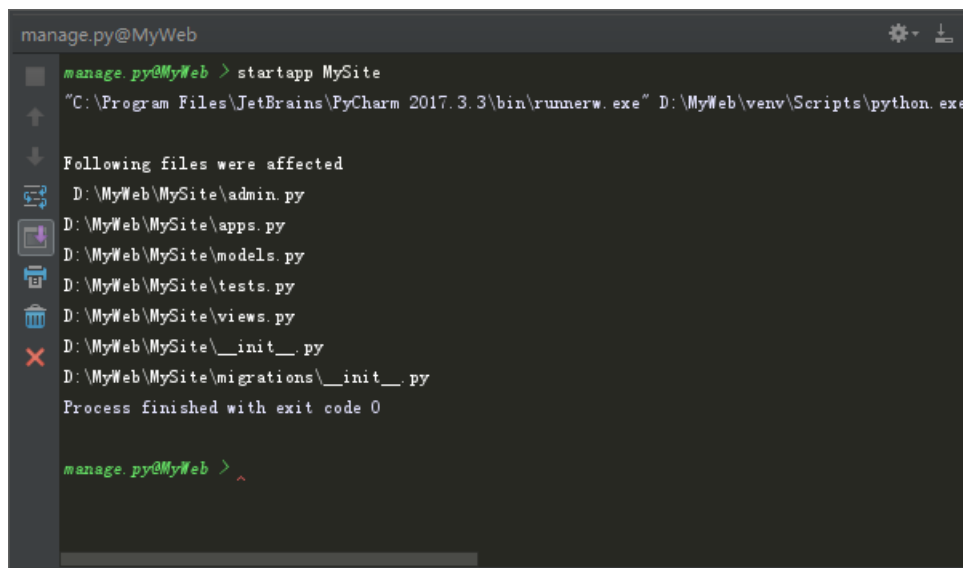 manage.py@MyWeb
manage.py@MyWeb > startapp MySite
"C:\Program Files\JetBrains\PyCharm 2017.3.3\bin\runnerw.exe" D:\MyWeb\venv\Scripts\python.exe
Following files were affected
D:\MyWeb\MySite\admin.py
D:\MyWeb\MySite\apps.py
D:\MyWeb\MySite\models.py
D:\MyWeb\MySite\tests.py
D:\MyWeb\MySite\views.py
D:\MyWeb\MySite\__init__.py
D:\MyWeb\MySite\migrations\__init__.py
Process finished with exit code 0
manage.py@MyWeb >